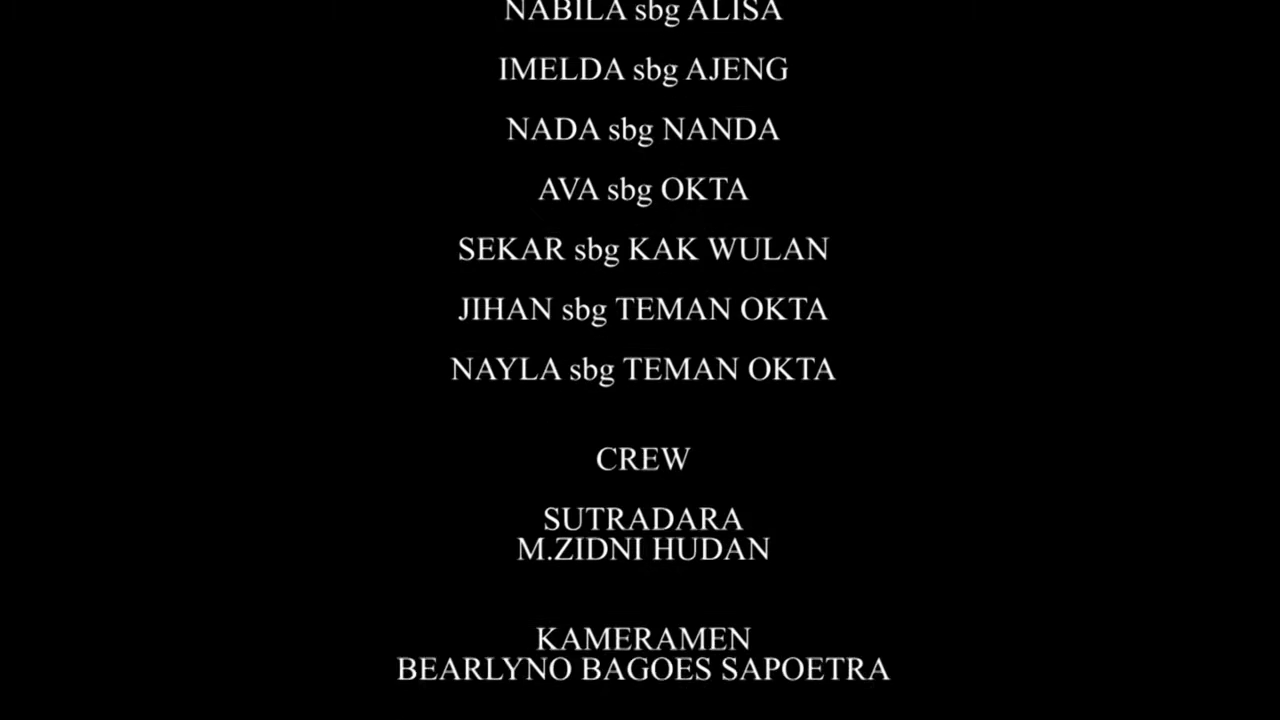 NABILA sbg ALISA
IMELDA sbg AJENG
NADA sbg NANDA
AVA sbg OKTA
SEKAR sbg KAK WULAN
JIHAN sbg TEMAN OKTA
NAYLA sbg TEMAN OKTA
CREW
SUTRADARA
M.ZIDNI HUDAN
KAMERAMEN
BEARLYNO BAGOES SAPOETRA